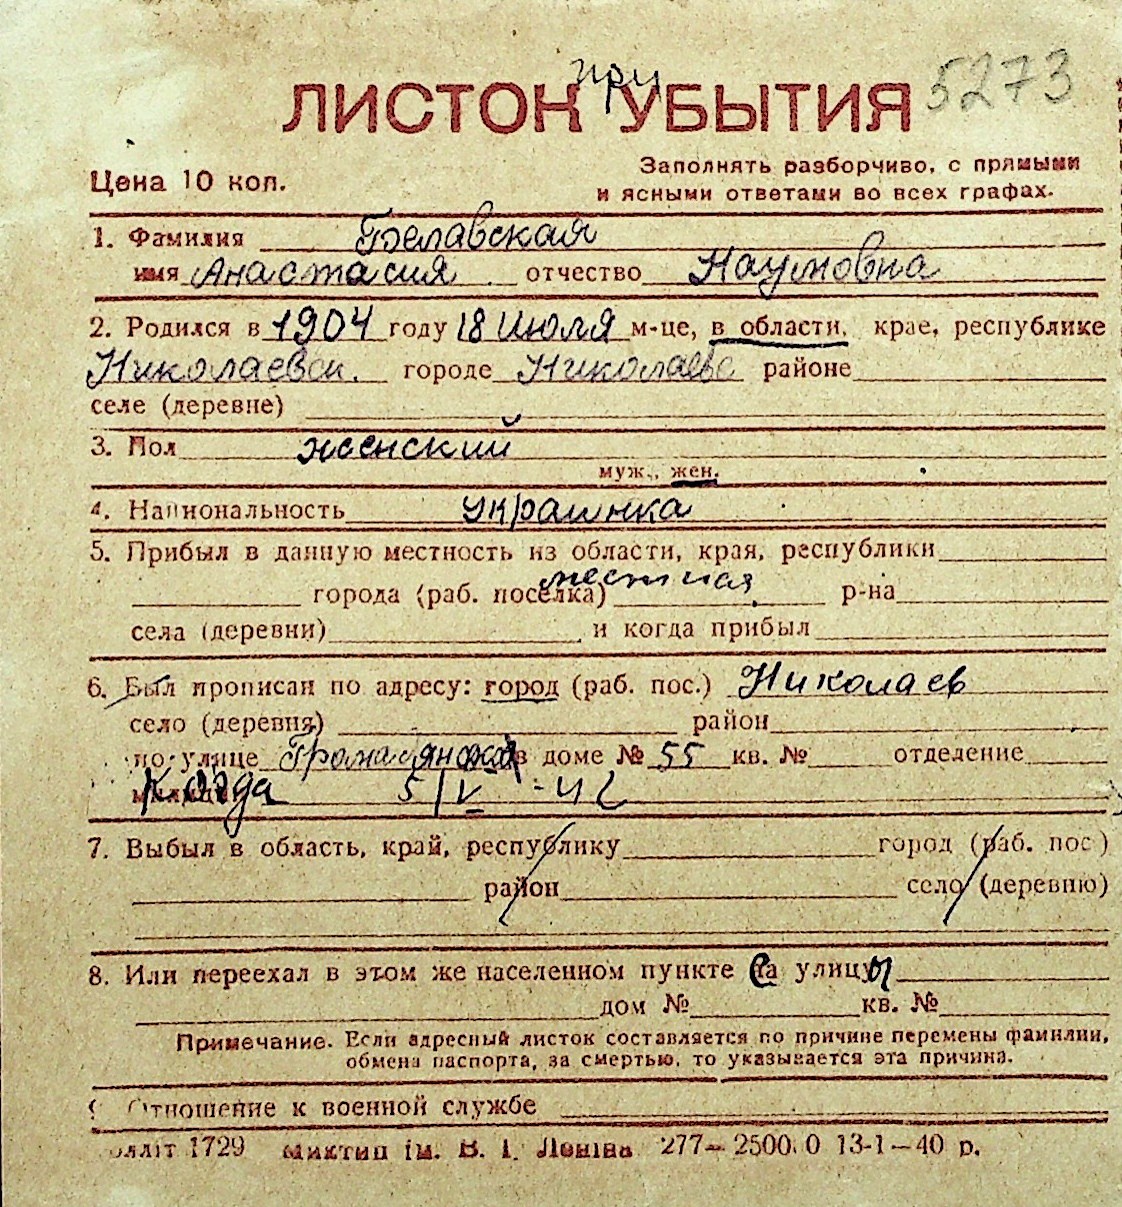 при 5273
ЛИСТОК УБЫТИЯ
Цена 10 коп.
Заполнять разборчиво, с прямыми
и ясными ответами во всех графах.
1. Фамилия Белавская
имя Анастасия отчество Наумовна
2. Родился в 1904 году 18 Июля м-це, в области, крае, республике
Николаевск. городе Николаеве районе
селе (деревне)
3. Пол женский
муж., жен.
4. Национальность украинка
5. Прибыл в данную местность из области, края, республики
города (раб. поселка) местная р-на
села (деревни) и когда прибыл
6. Был прописан по адресу: город (раб. пос.) Николаев
село (деревня) район
по улице в доме № 55 кв. № отделение
милиции Когда 5/V-42
7. Выбыл в область, край, республику город (раб. пос)
район село (деревню)
8. Или переехал в этом же населенном пункте на улицу
дом № кв. №
Примечание. Если адресный листок составляется по причине перемены фамилии,
обмена паспорта, за смертью, то указывается эта причина.
Отношение к военной службе
1729 ім. В. І. Леніна 277—2500.0 13-1—40 р.